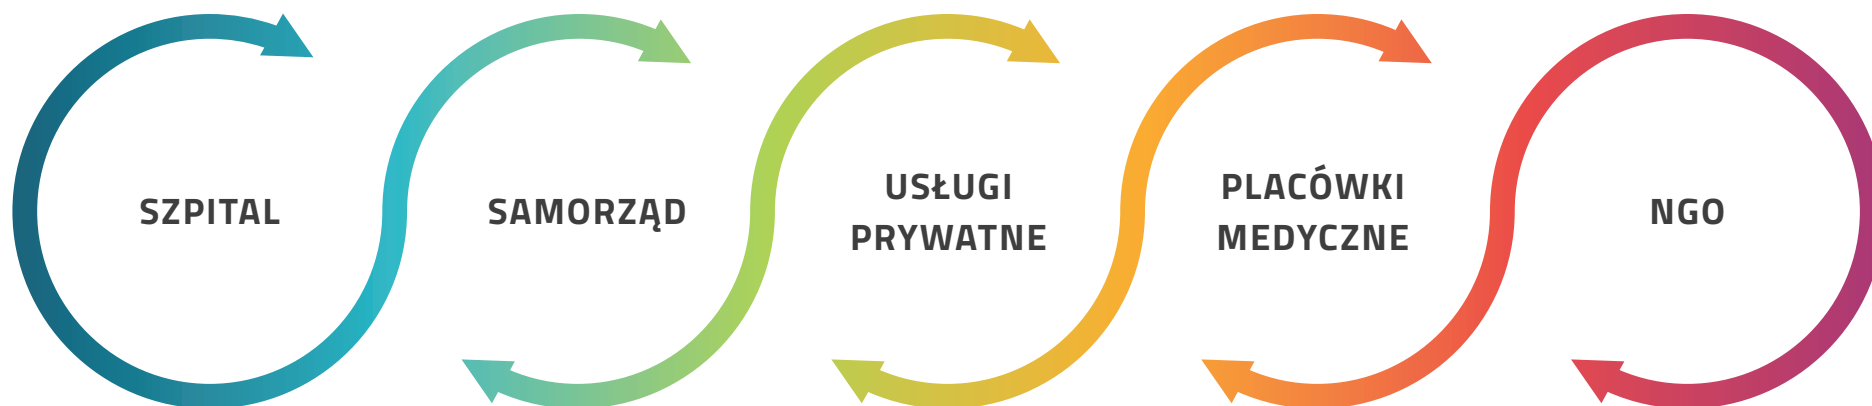 SZPITAL
SAMORZĄD
USŁUGI
PRYWATNE
PLACÓWKI
MEDYCZNE
NGO